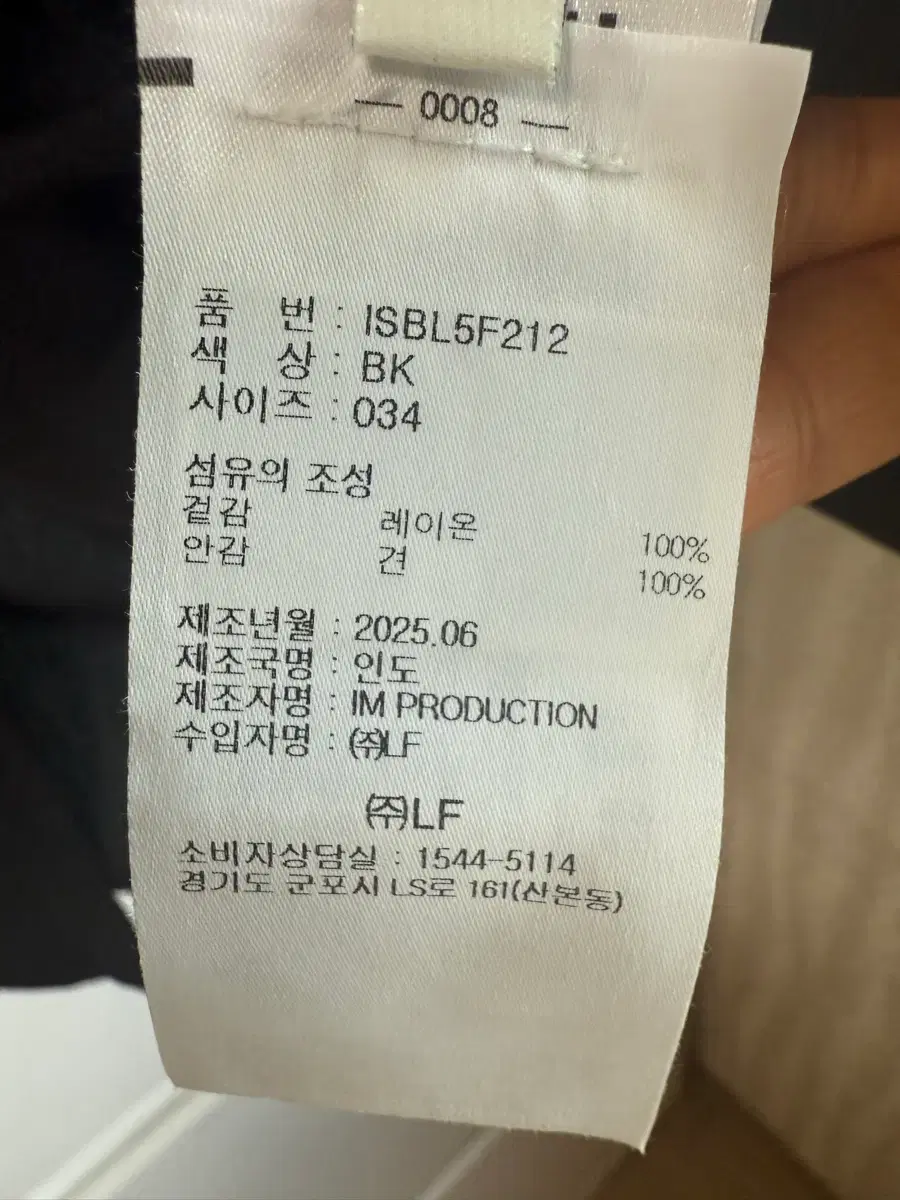 — 0008 —
품 번 : ISBL5F212
색 상 : BK
사이즈 : 034
섬유의 조성
겉감 레이온 100%
안감 견 100%
제조년월 : 2025.06
제조국명 : 인도
제조자명 : IM PRODUCTION
수입자명 : ㈜LF
㈜LF
소비자상담실 : 1544-5114
경기도 군포시 LS로 161(산본동)